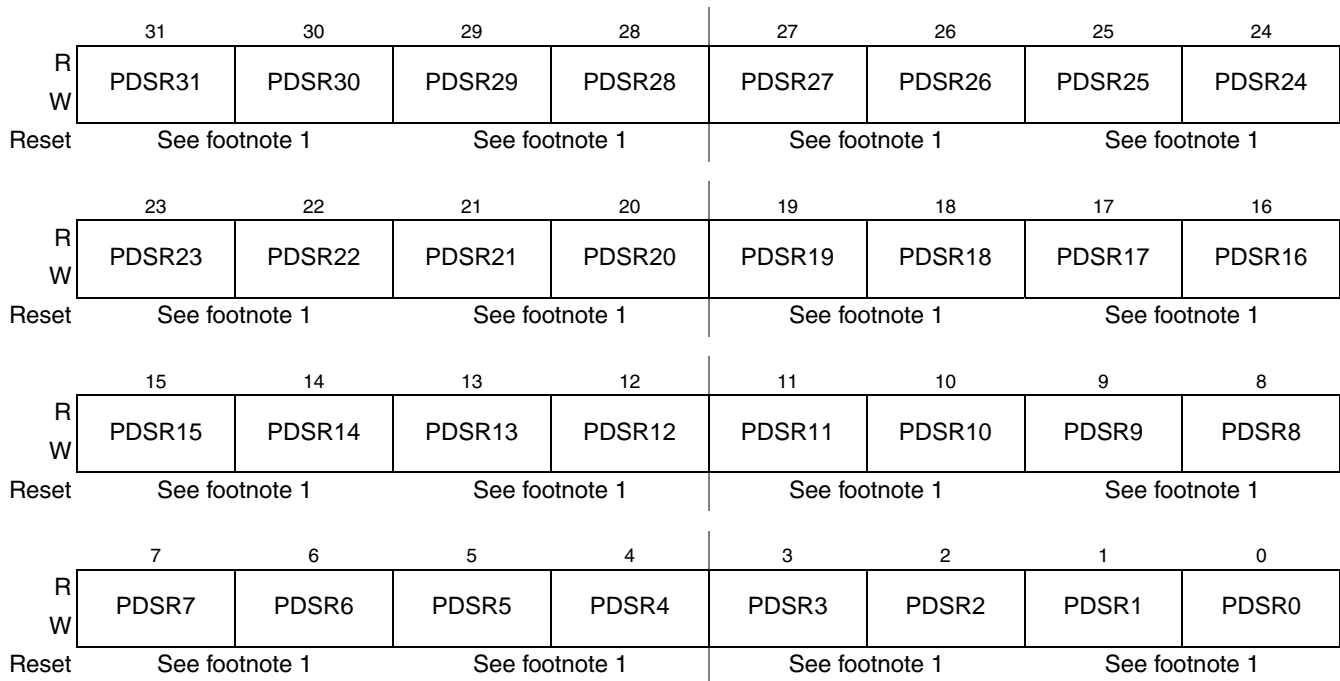 31 30 29 28 27 26 25 24
R
PDSR31 PDSR30 PDSR29 PDSR28 PDSR27 PDSR26 PDSR25 PDSR24
W
Reset See footnote 1 See footnote 1 See footnote 1 See footnote 1
23 22 21 20 19 18 17 16
R
PDSR23 PDSR22 PDSR21 PDSR20 PDSR19 PDSR18 PDSR17 PDSR16
W
Reset See footnote 1 See footnote 1 See footnote 1 See footnote 1
15 14 13 12 11 10 9 8
R
PDSR15 PDSR14 PDSR13 PDSR12 PDSR11 PDSR10 PDSR9 PDSR8
W
Reset See footnote 1 See footnote 1 See footnote 1 See footnote 1
7 6 5 4 3 2 1 0
R
PDSR7 PDSR6 PDSR5 PDSR4 PDSR3 PDSR2 PDSR1 PDSR0
W
Reset See footnote 1 See footnote 1 See footnote 1 See footnote 1